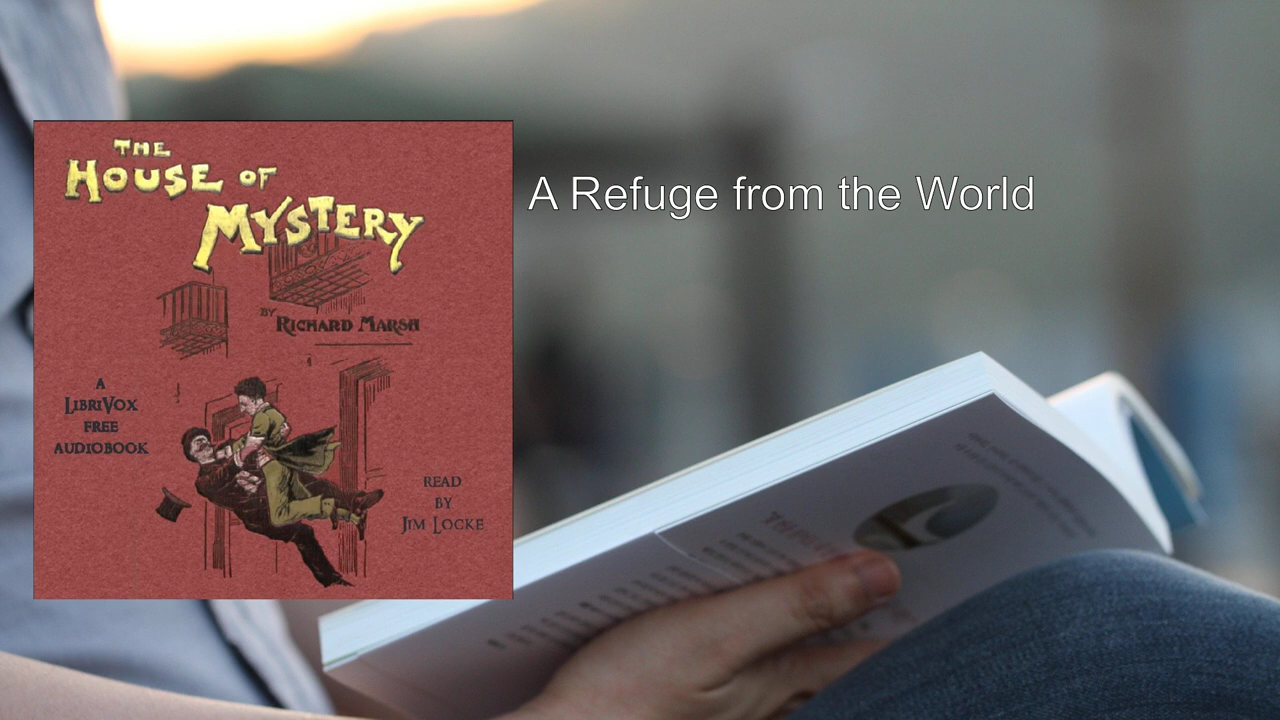 THE
HOUSE OF
MYSTERY
BY RICHARD MARSH
A
LIBRIVOX
FREE
AUDIOBOOK
READ
BY
JIM LOCKE
A Refuge from the World